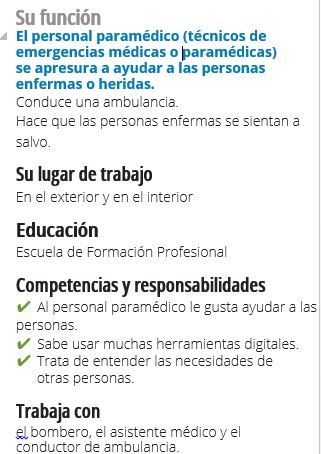 Su función
El personal paramédico (técnicos de
emergencias médicas o paramédicas)
se apresura a ayudar a las personas
enfermas o heridas.
Conduce una ambulancia.
Hace que las personas enfermas se sientan a
salvo.
Su lugar de trabajo
En el exterior y en el interior
Educación
Escuela de Formación Profesional
Competencias y responsabilidades
✔ Al personal paramédico le gusta ayudar a las
personas.
✔ Sabe usar muchas herramientas digitales.
✔ Trata de entender las necesidades de
otras personas.
Trabaja con
el bombero, el asistente médico y el
conductor de ambulancia.